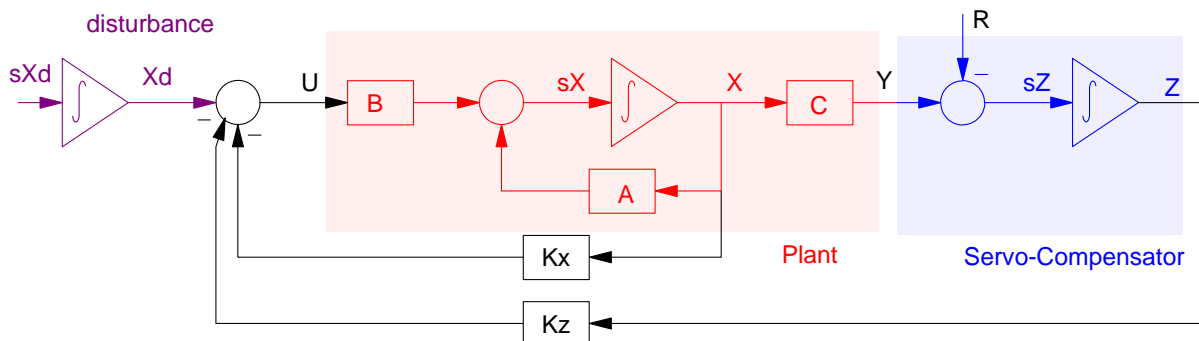 disturbance
R
sXd
Xd
U
B
sX
X
C
Y
sZ
Z
A
Kx
Plant
Servo-Compensator
Kz